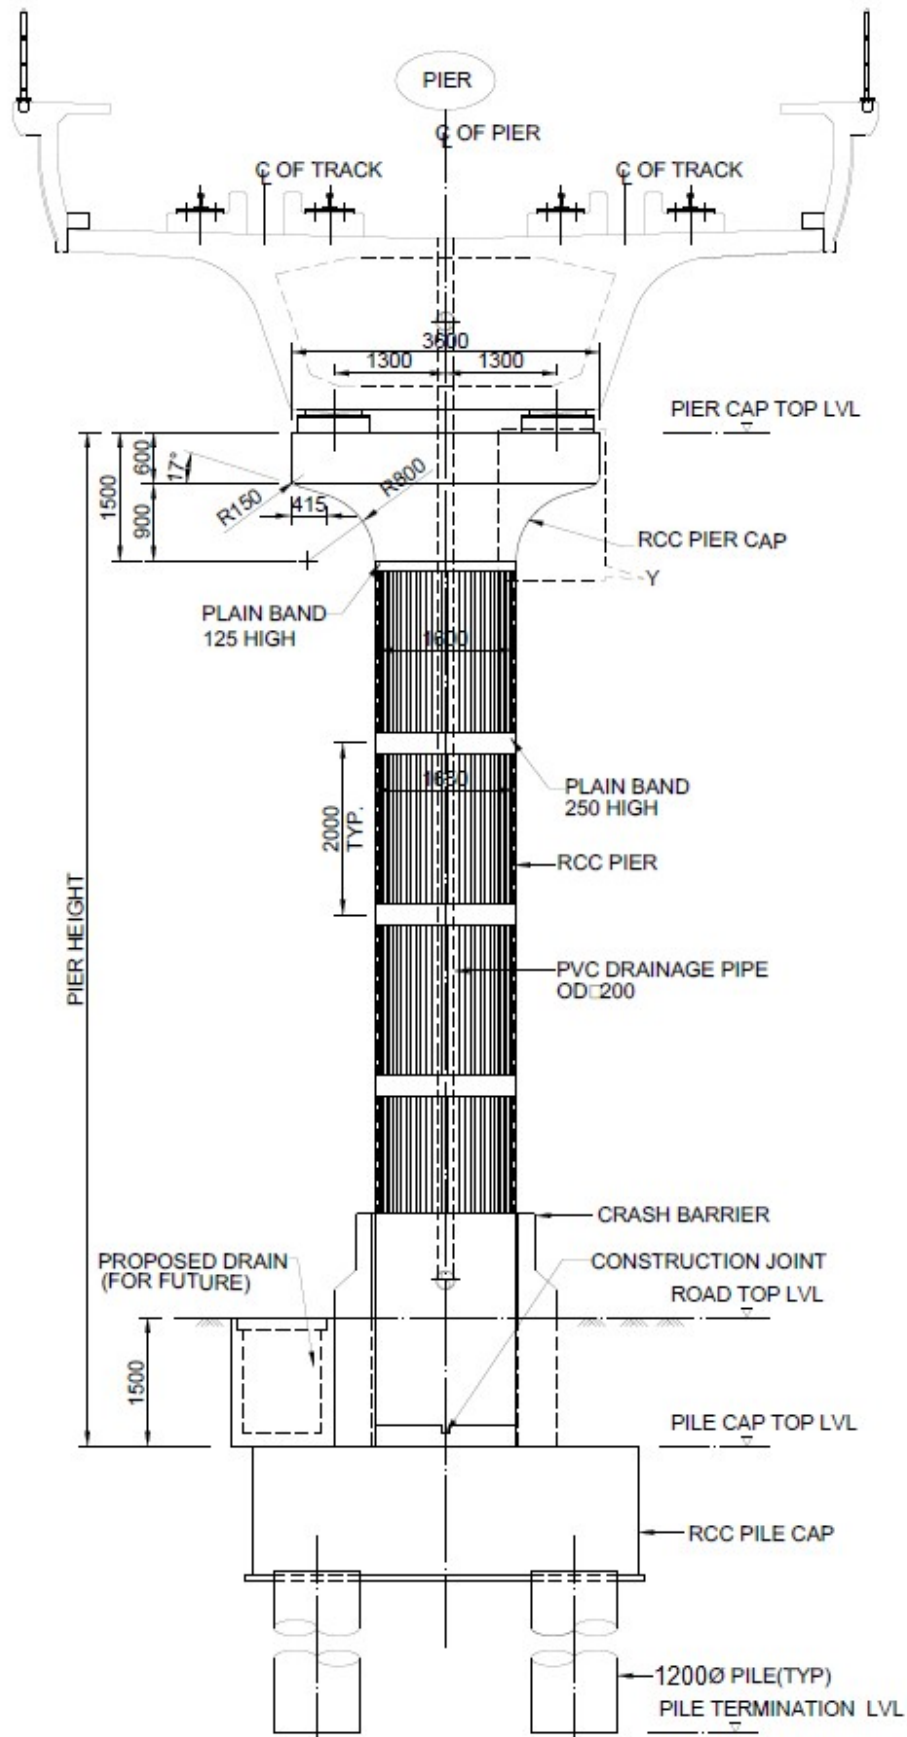 PIER
℄ OF PIER
℄ OF TRACK
℄ OF TRACK
3600
1300
1300
PIER CAP TOP LVL
1500
600
900
17°
R150
415
R800
RCC PIER CAP
Y
PLAIN BAND
125 HIGH
1600
1650
PLAIN BAND
250 HIGH
2000
TYP.
RCC PIER
PIER HEIGHT
PVC DRAINAGE PIPE
OD□200
CRASH BARRIER
PROPOSED DRAIN
(FOR FUTURE)
CONSTRUCTION JOINT
ROAD TOP LVL
1500
PILE CAP TOP LVL
RCC PILE CAP
1200Ø PILE(TYP)
PILE TERMINATION LVL